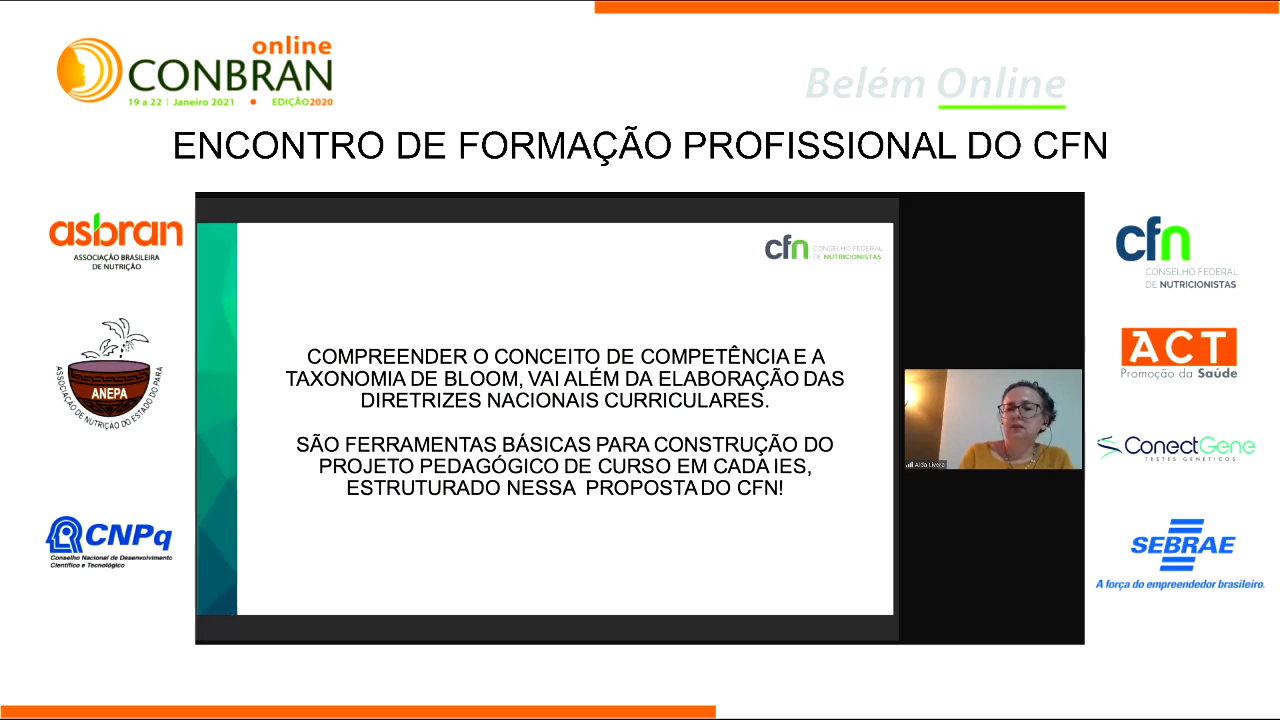 online
CONBRAN
19 a 22 | Janeiro 2021 • EDIÇÃO2020
Belém Online
ENCONTRO DE FORMAÇÃO PROFISSIONAL DO CFN
asbran
ASSOCIAÇÃO BRASILEIRA
DE NUTRIÇÃO
ANEPA
ASSOCIAÇÃO DE NUTRIÇÃO DO ESTADO DO PARÁ
CNPq
Conselho Nacional de Desenvolvimento
Científico e Tecnológico
cfn CONSELHO FEDERAL
DE NUTRICIONISTAS
COMPREENDER O CONCEITO DE COMPETÊNCIA E A
TAXONOMIA DE BLOOM, VAI ALÉM DA ELABORAÇÃO DAS
DIRETRIZES NACIONAIS CURRICULARES.
SÃO FERRAMENTAS BÁSICAS PARA CONSTRUÇÃO DO
PROJETO PEDAGÓGICO DE CURSO EM CADA IES,
ESTRUTURADO NESSA PROPOSTA DO CFN!
Alda Livera
cfn
CONSELHO FEDERAL
DE NUTRICIONISTAS
ACT
Promoção da Saúde
ConectGene
TESTES GENÉTICOS
SEBRAE
A força do empreendedor brasileiro.